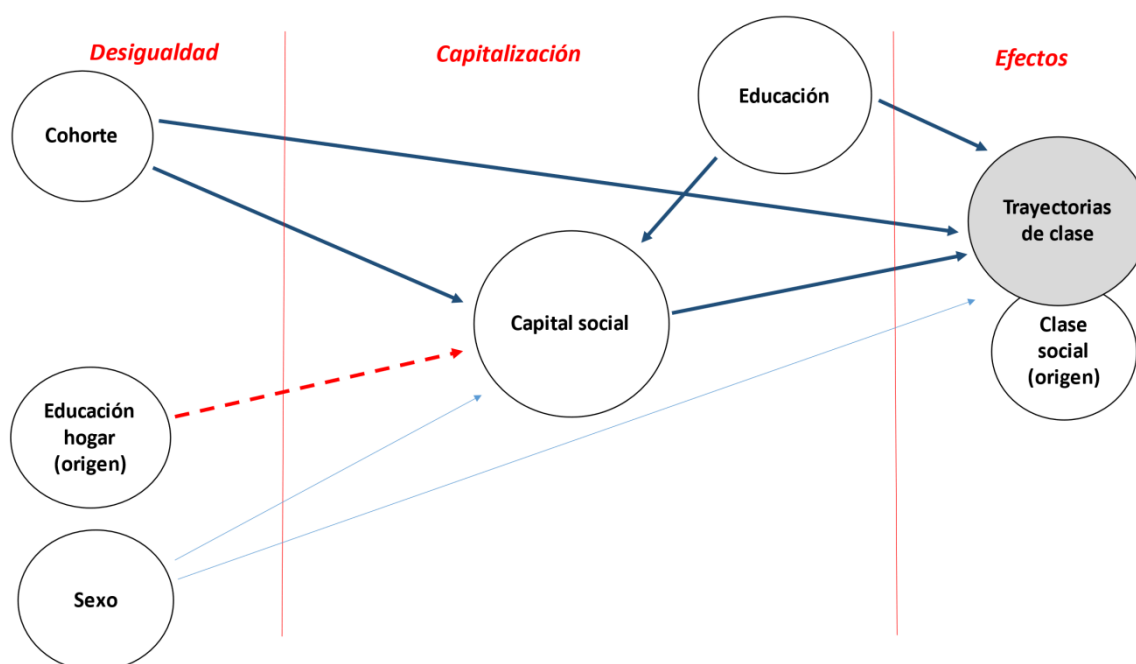 Desigualdad
Capitalización
Efectos
Cohorte
Educación
Trayectorias
de clase
Capital social
Clase
social
(origen)
Educación
hogar
(origen)
Sexo